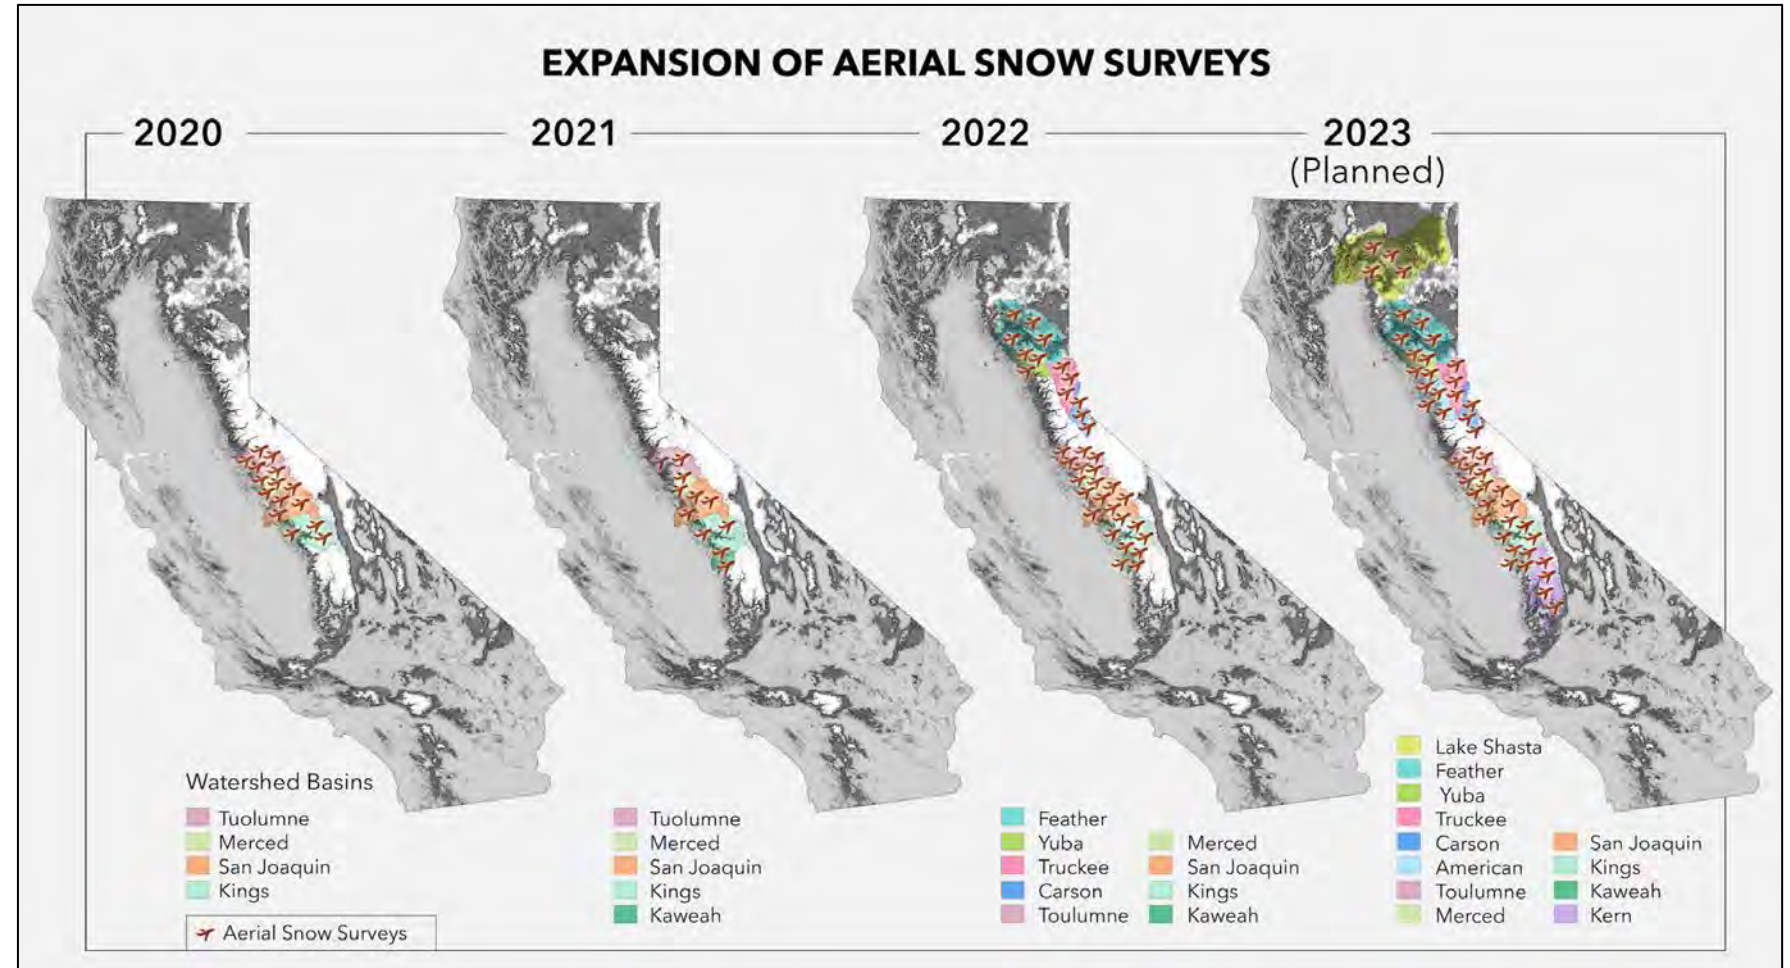 EXPANSION OF AERIAL SNOW SURVEYS
2020
2021
2022
2023
(Planned)
Watershed Basins
Tuolumne
Merced
San Joaquin
Kings
Aerial Snow Surveys
Tuolumne
Merced
San Joaquin
Kings
Kaweah
Feather
Yuba
Truckee
Carson
Toulumne
Merced
San Joaquin
Kings
Kaweah
Lake Shasta
Feather
Yuba
Truckee
Carson
American
Toulumne
Merced
San Joaquin
Kings
Kaweah
Kern